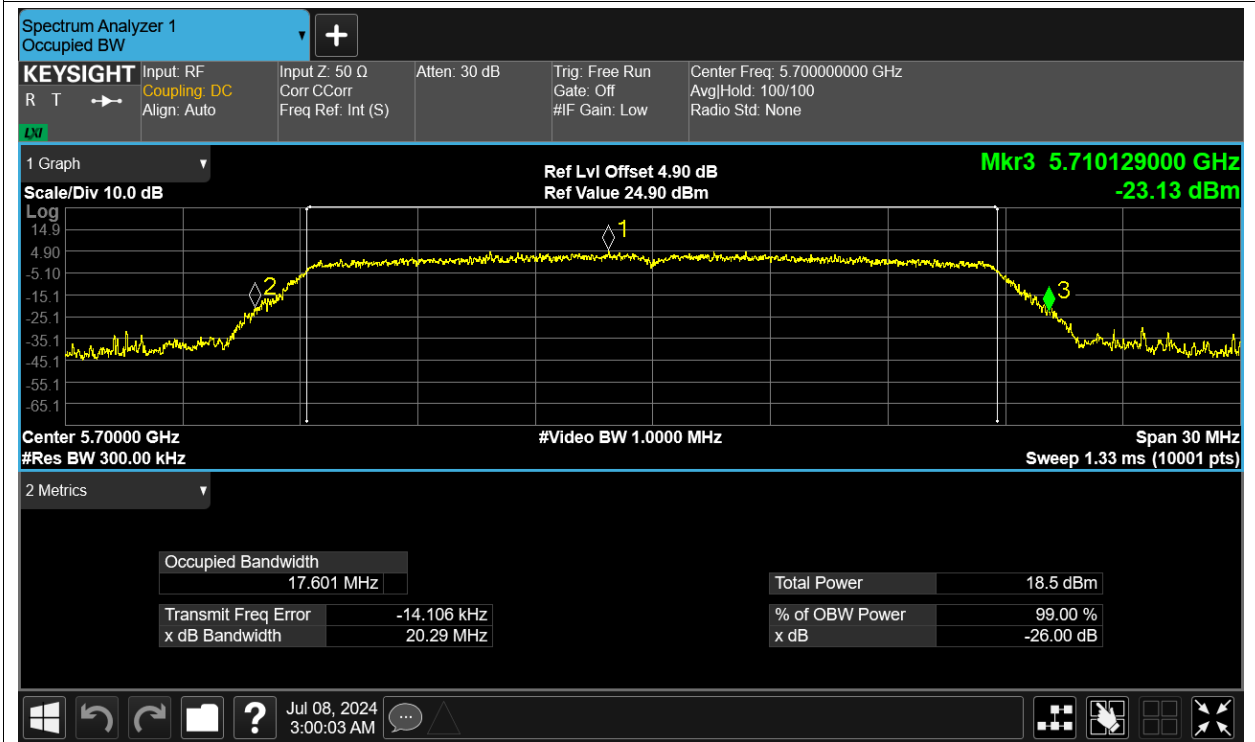 Spectrum Analyzer 1
Occupied BW
KEYSIGHT
R T
LXI
Input: RF
Coupling: DC
Align: Auto
Input Z: 50 Ω
Corr CCorr
Freq Ref: Int (S)
Atten: 30 dB
Trig: Free Run
Gate: Off
#IF Gain: Low
Center Freq: 5.700000000 GHz
Avg|Hold: 100/100
Radio Std: None
1 Graph
Scale/Div 10.0 dB
Ref Lvl Offset 4.90 dB
Ref Value 24.90 dBm
Mkr3 5.710129000 GHz
-23.13 dBm
Log
14.9
4.90
-5.10
-15.1
-25.1
-35.1
-45.1
-55.1
-65.1
1
2
3
Center 5.70000 GHz
#Res BW 300.00 kHz
#Video BW 1.0000 MHz
Span 30 MHz
Sweep 1.33 ms (10001 pts)
2 Metrics
Occupied Bandwidth
17.601 MHz
Transmit Freq Error -14.106 kHz
x dB Bandwidth 20.29 MHz
Total Power 18.5 dBm
% of OBW Power 99.00 %
x dB -26.00 dB
?
Jul 08, 2024
3:00:03 AM